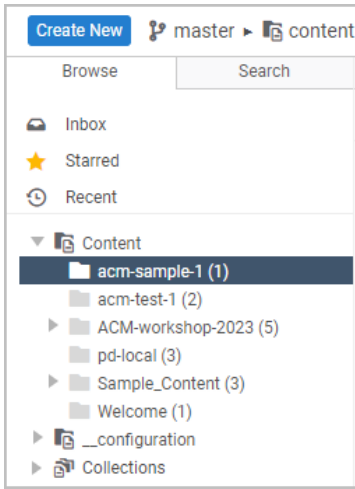 Create New master ▸ content
Browse Search
Inbox
Starred
Recent
Content
acm-sample-1 (1)
acm-test-1 (2)
ACM-workshop-2023 (5)
pd-local (3)
Sample_Content (3)
Welcome (1)
__configuration
Collections